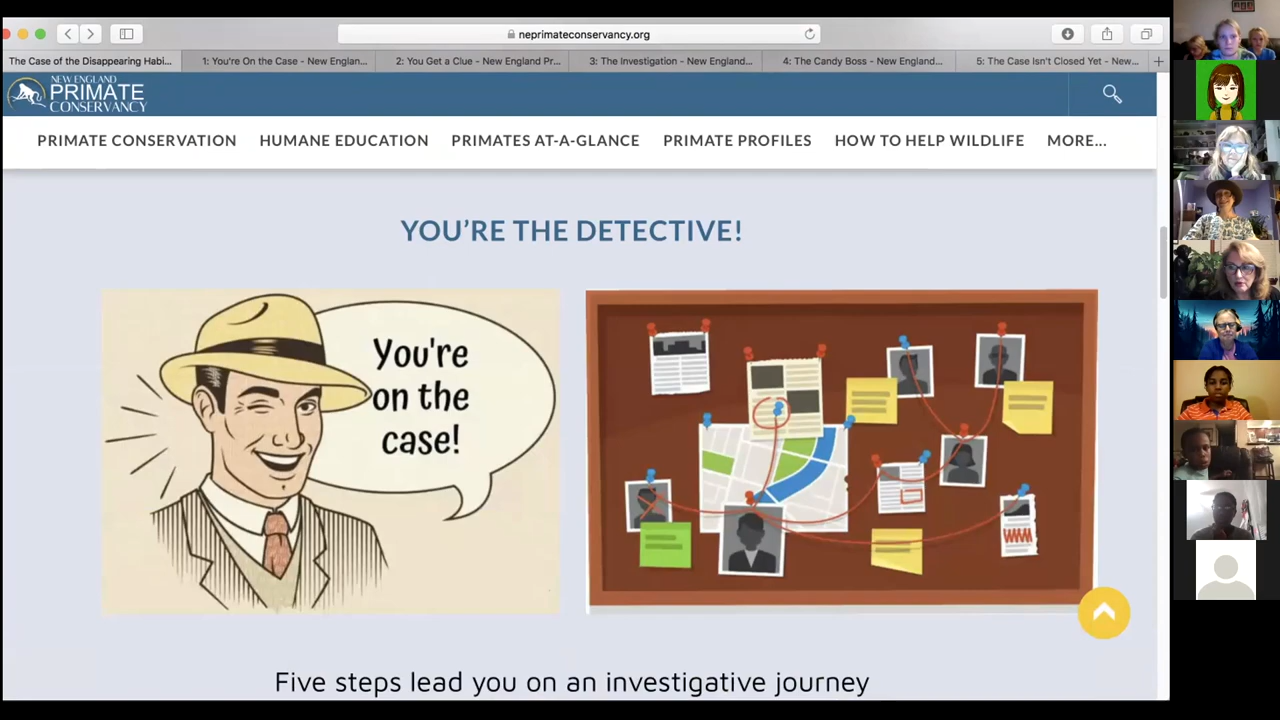 neprimateconservancy.org
The Case of the Disappearing Habi...
1: You're On the Case - New Englan...
2: You Get a Clue - New England Pr...
3: The Investigation - New England...
4: The Candy Boss - New England...
5: The Case Isn't Closed Yet - New...
NEW ENGLAND
PRIMATE
CONSERVANCY
PRIMATE CONSERVATION
HUMANE EDUCATION
PRIMATES AT-A-GLANCE
PRIMATE PROFILES
HOW TO HELP WILDLIFE
MORE...
YOU’RE THE DETECTIVE!
You're
on the
case!
Five steps lead you on an investigative journey